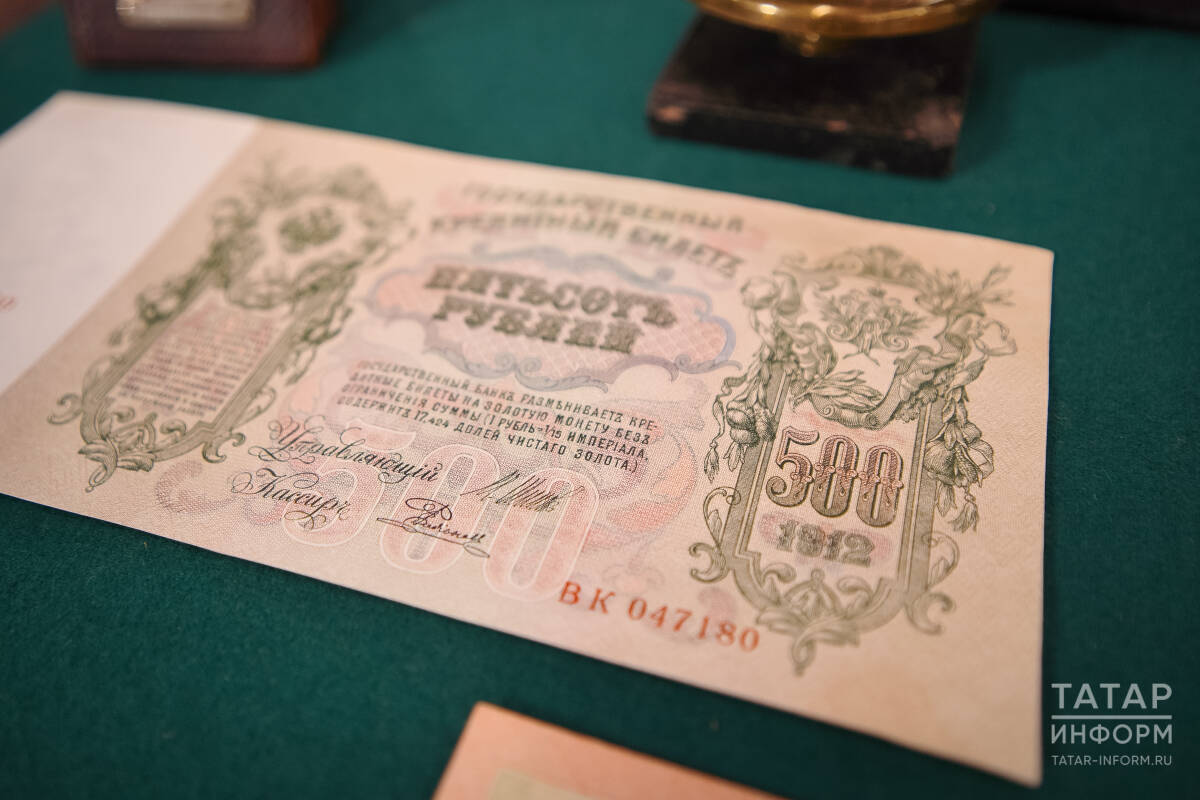 ГОСУДАРСТВЕННЫЙ
КРЕДИТНЫЙ БИЛЕТЪ
ПЯТЬСОТЪ
РУБЛЕЙ
ГОСУДАРСТВЕННЫЙ БАНКЪ РАЗМѢНИВАЕТЪ КРЕ-
ДИТНЫЕ БИЛЕТЫ НА ЗОЛОТУЮ МОНЕТУ БЕЗЪ
ОГРАНИЧЕНІЯ СУММЫ (1 РУБЛЬ=1/15 ИМПЕРІАЛА,
СОДЕРЖИТЪ 17,424 ДОЛЕЙ ЧИСТАГО ЗОЛОТА.)
Управляющій
Кассиръ
500
500
1912
ВК 047180
ТАТАР
ИНФОРМ
TATAR-INFORM.RU